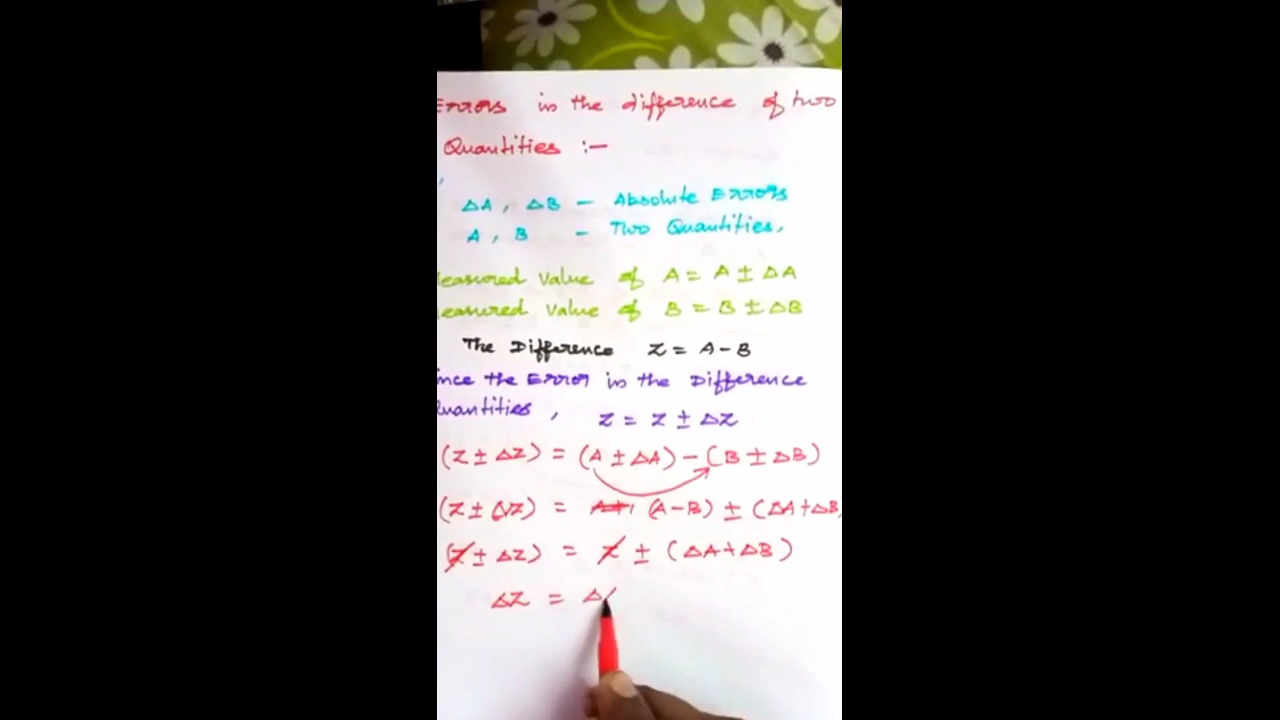 Errors in the difference of two
Quantities :-
ΔA, ΔB - Absolute Errors
A, B - Two Quantities.
easured value of A = A ± ΔA
easured value of B = B ± ΔB
The Difference Z = A - B
nce the Error in the Difference
Quantities, Z = Z ± ΔZ
(Z ± ΔZ) = (A ± ΔA) - (B ± ΔB)
(Z ± ΔZ) = (A - B) ± (ΔA + ΔB
(Z ± ΔZ) = Z ± (ΔA + ΔB)
ΔZ = Δ